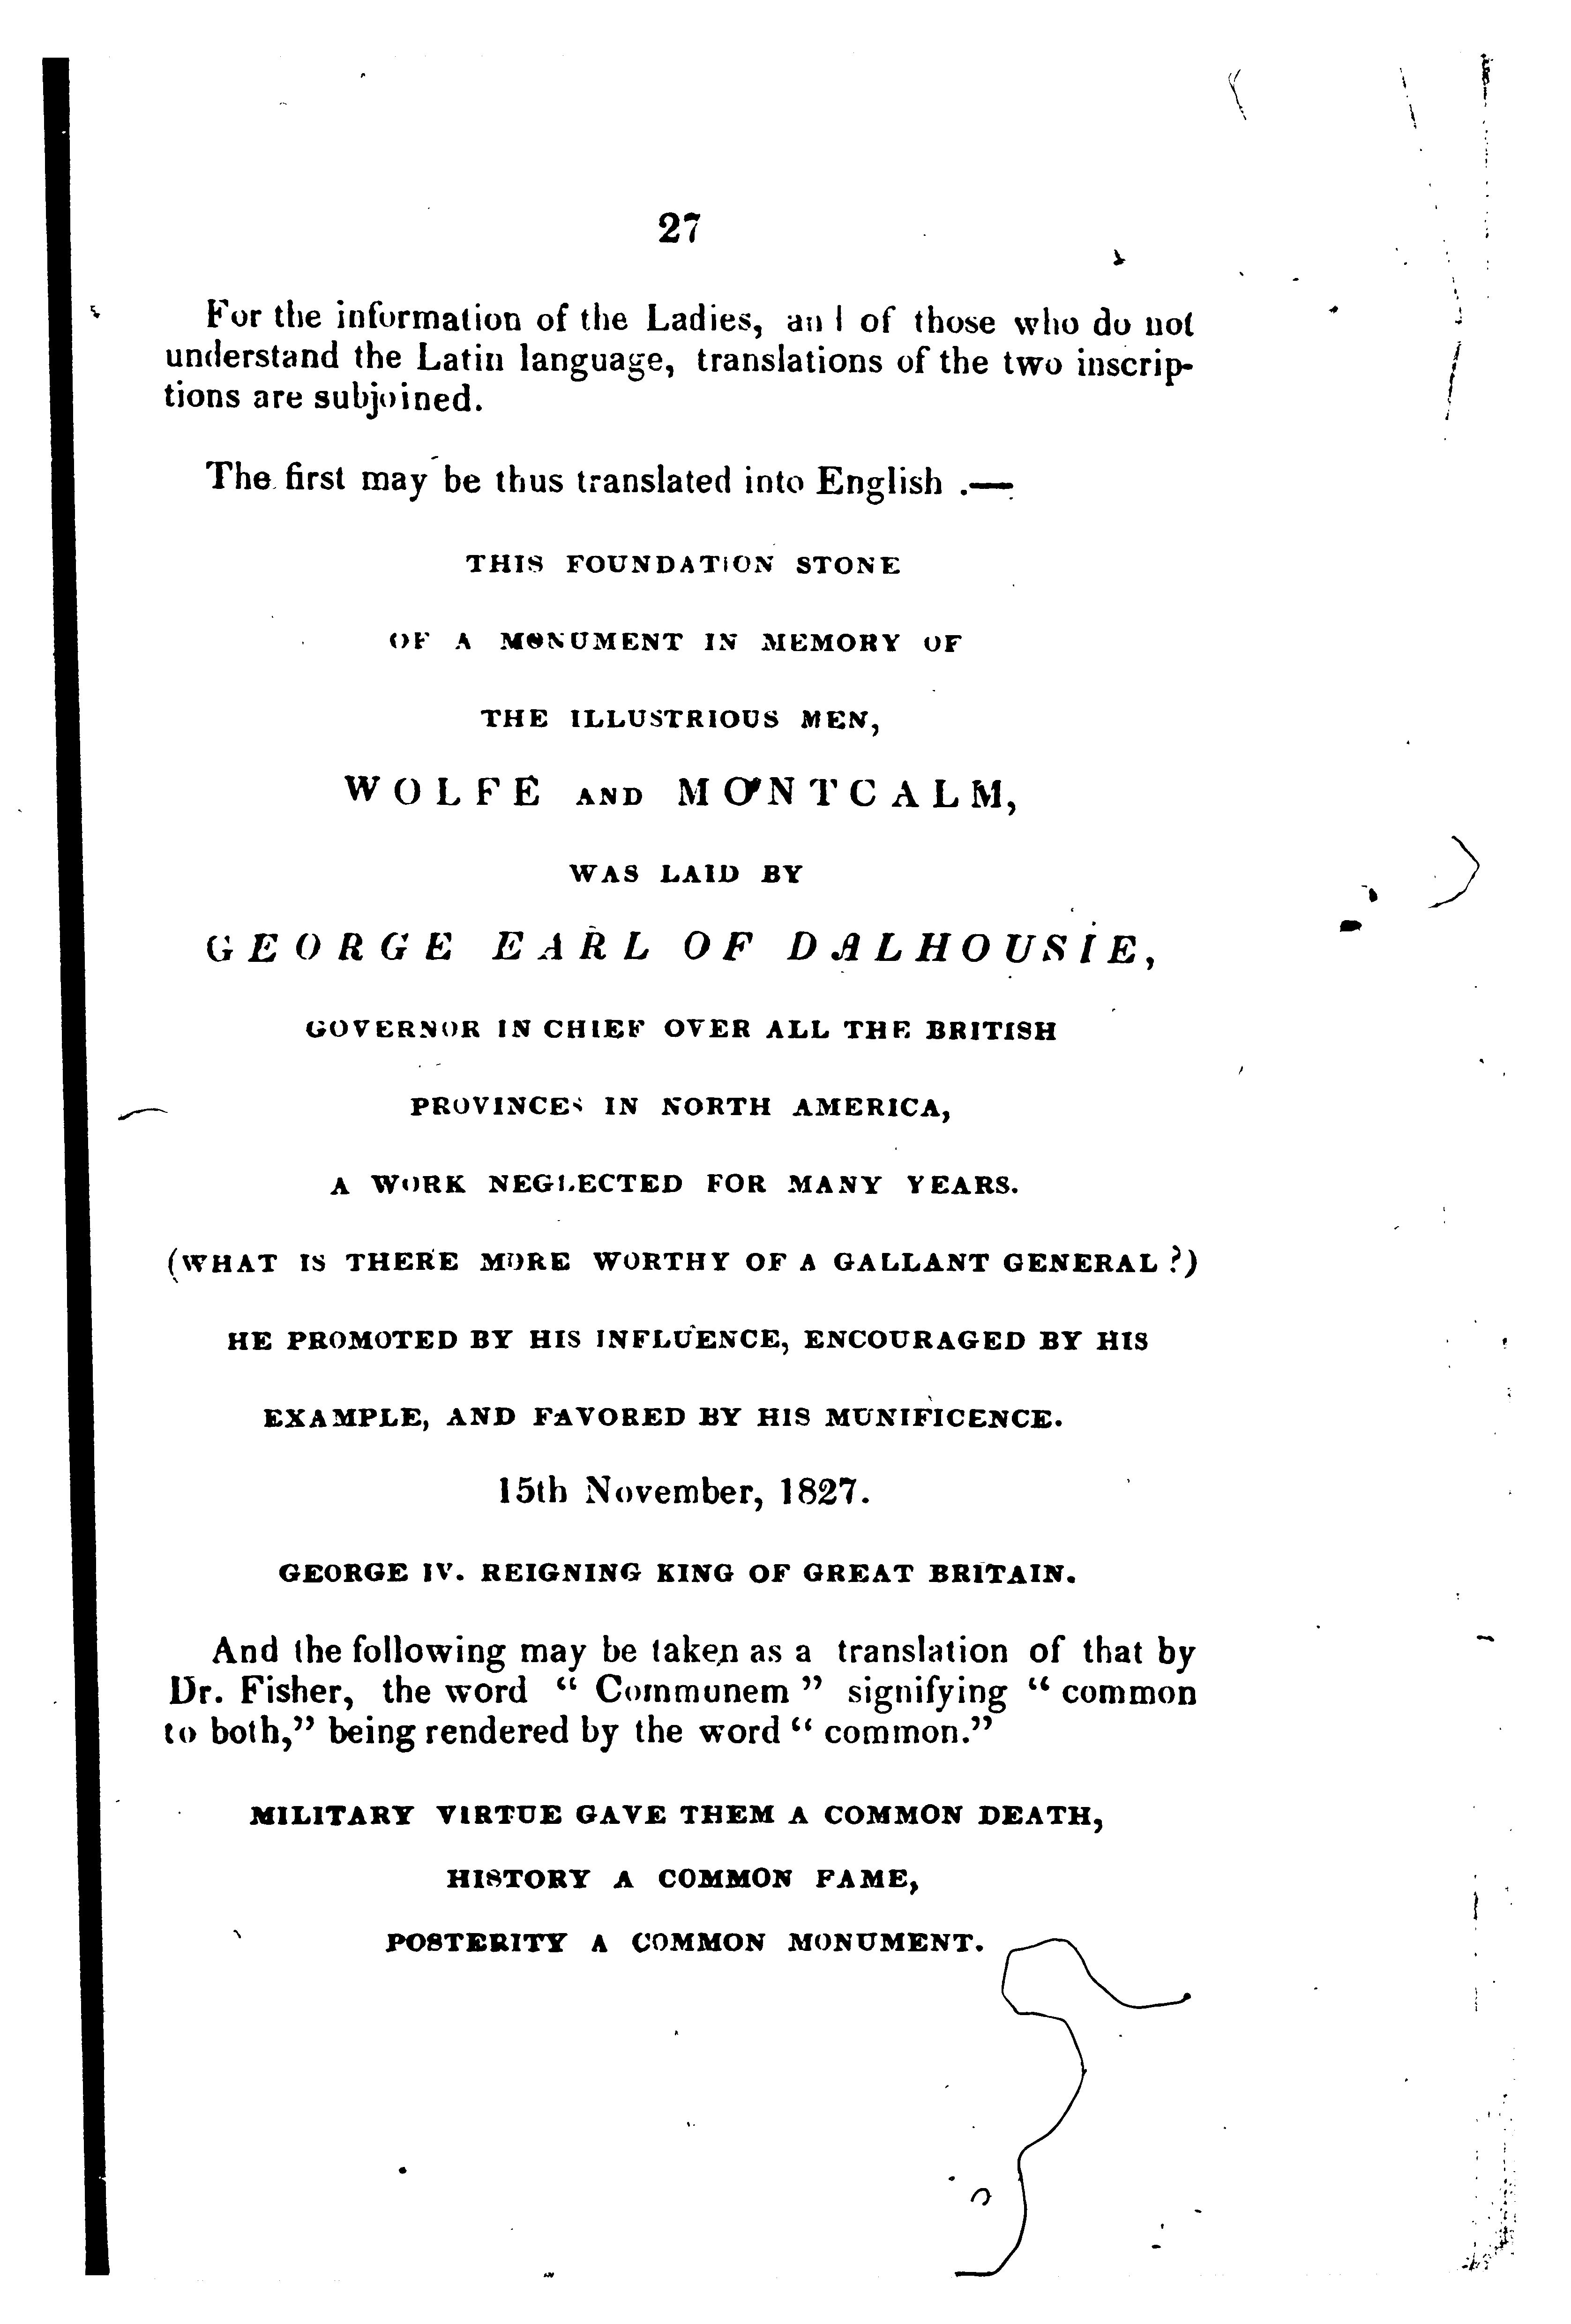 27
For the information of the Ladies, and of those who do not
understand the Latin language, translations of the two inscrip-
tions are subjoined.
The first may be thus translated into English .—
THIS FOUNDATION STONE
OF A MONUMENT IN MEMORY OF
THE ILLUSTRIOUS MEN,
WOLFE AND MONTCALM,
WAS LAID BY
GEORGE EARL OF DALHOUSIE,
GOVERNOR IN CHIEF OVER ALL THE BRITISH
PROVINCES IN NORTH AMERICA,
A WORK NEGLECTED FOR MANY YEARS.
(WHAT IS THERE MORE WORTHY OF A GALLANT GENERAL?)
HE PROMOTED BY HIS INFLUENCE, ENCOURAGED BY HIS
EXAMPLE, AND FAVORED BY HIS MUNIFICENCE.
15th November, 1827.
GEORGE IV. REIGNING KING OF GREAT BRITAIN.
And the following may be taken as a translation of that by
Dr. Fisher, the word “ Communem ” signifying “ common
to both,” being rendered by the word “ common.”
MILITARY VIRTUE GAVE THEM A COMMON DEATH,
HISTORY A COMMON FAME,
POSTERITY A COMMON MONUMENT.